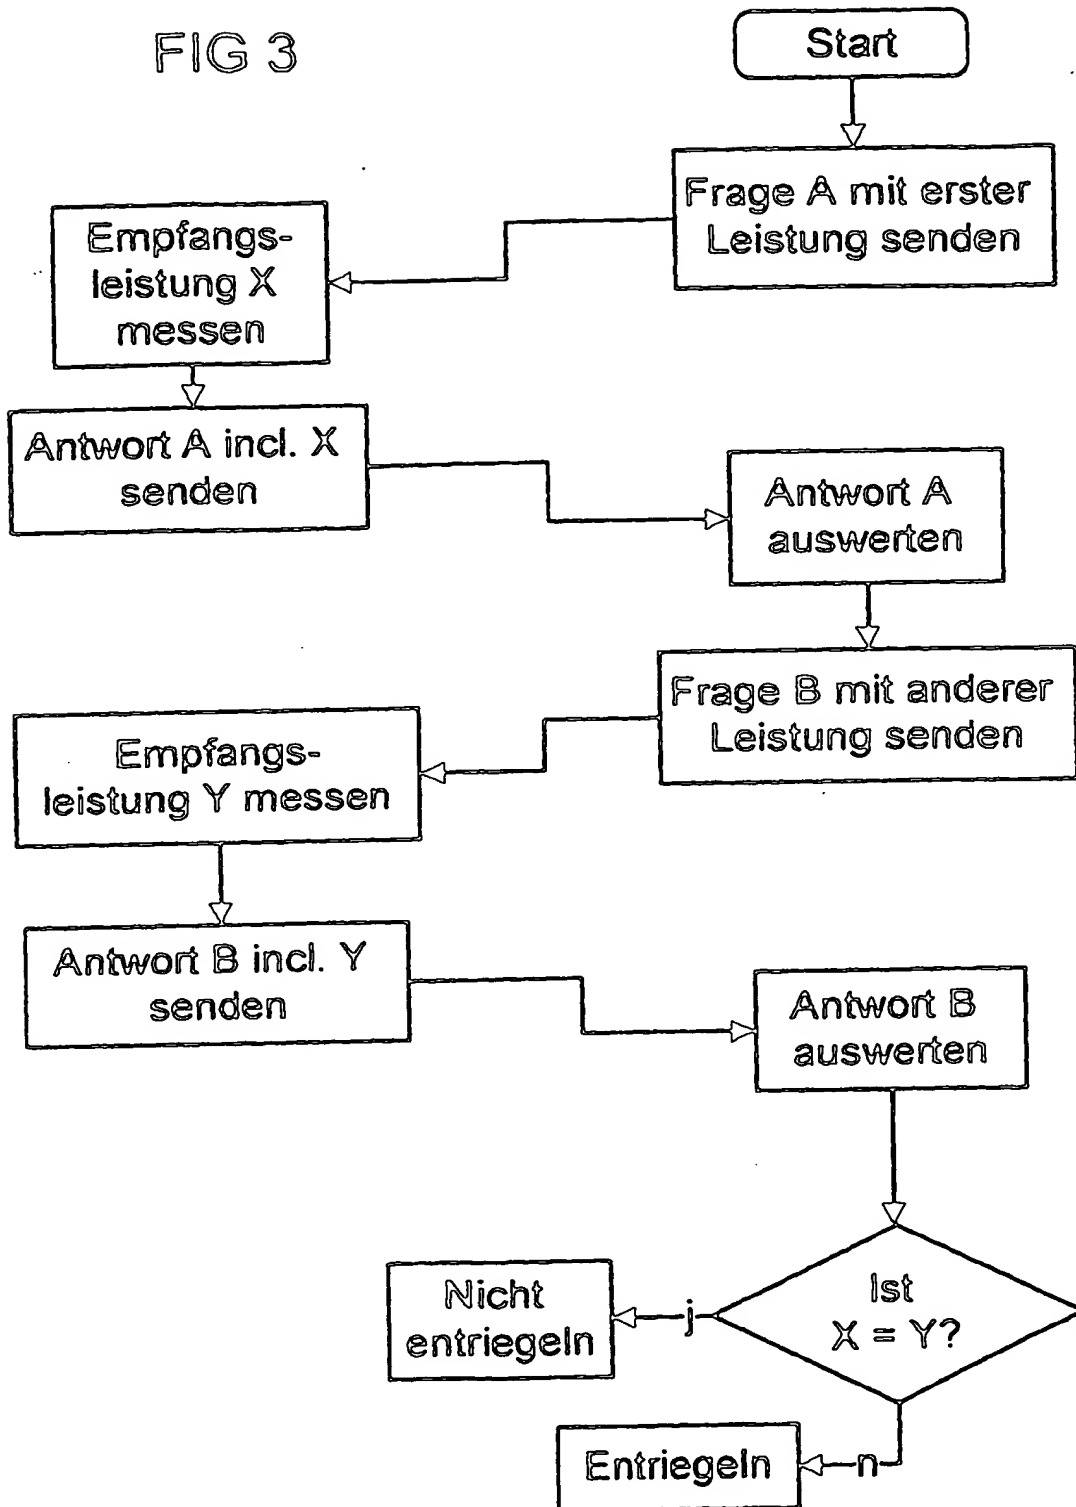 FIG 3
Start
Frage A mit erster
Leistung senden
Empfangs-
leistung X
messen
Antwort A incl. X
senden
Antwort A
auswerten
Frage B mit anderer
Leistung senden
Empfangs-
leistung Y messen
Antwort B incl. Y
senden
Antwort B
auswerten
Ist
X = Y?
j
Nicht
entriegeln
n
Entriegeln